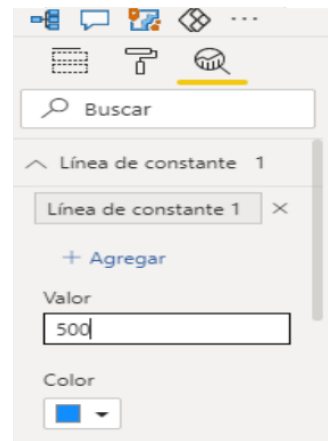 Buscar
Línea de constante 1
Línea de constante 1
+ Agregar
Valor
500
Color